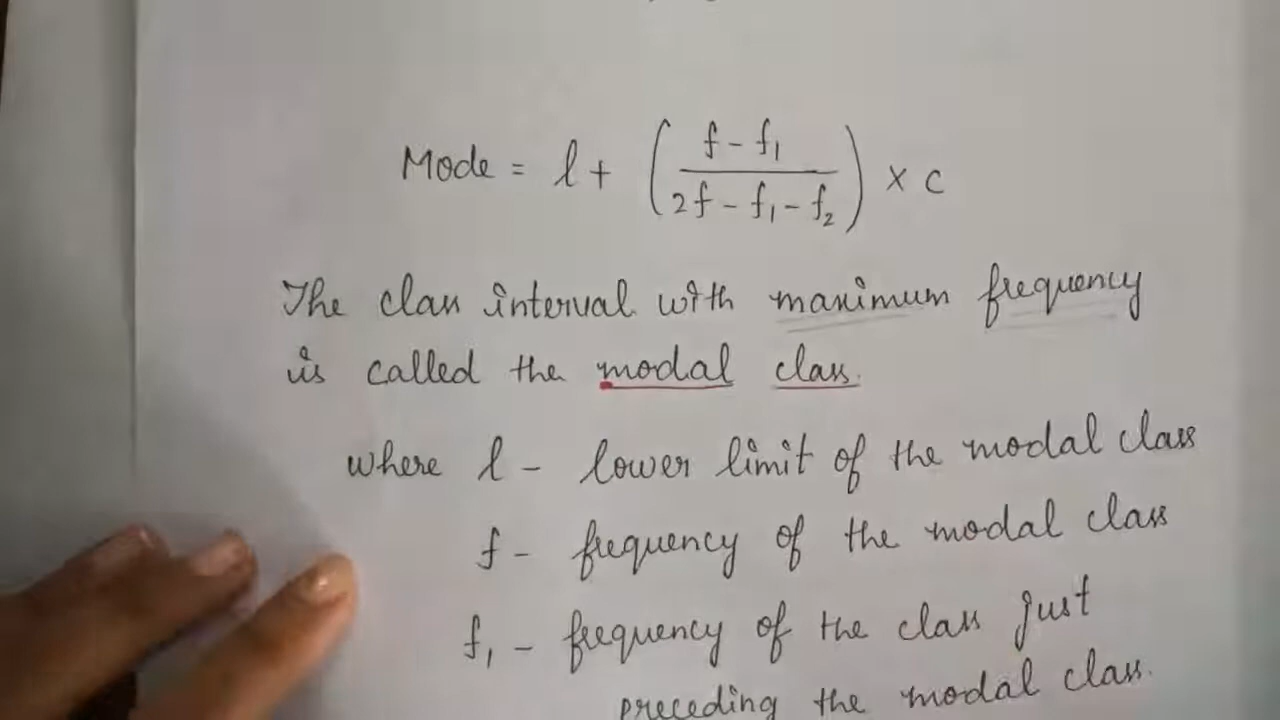 Mode = l + (f - f₁ / 2f - f₁ - f₂) × c
The class interval with maximum frequency
is called the modal class.
where l - lower limit of the modal class
f - frequency of the modal class
f₁ - frequency of the class just
preceding the modal class.